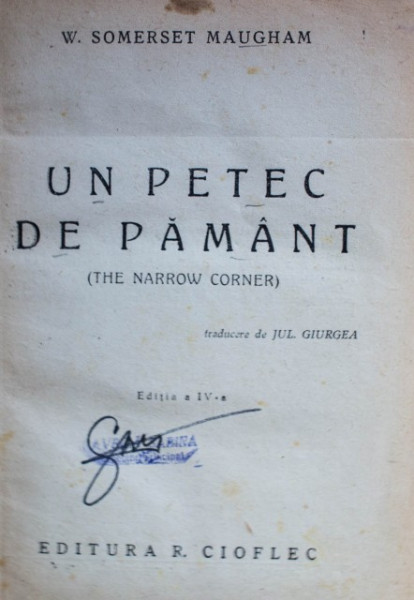 W. SOMERSET MAUGHAM
UN PETEC
DE PĂMÂNT
(THE NARROW CORNER)
traducere de JUL. GIURGEA
Ediţia a IV-a
EDITURA R. CIOFLEC